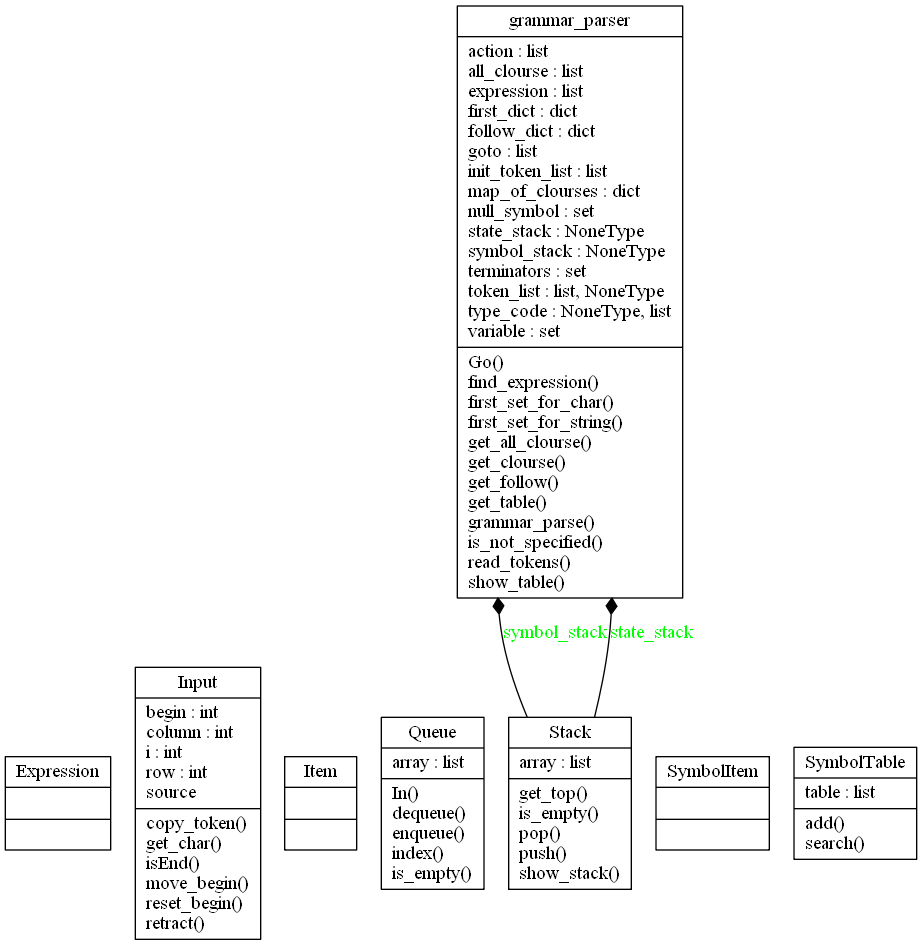 grammar_parser
action : list
all_clourse : list
expression : list
first_dict : dict
follow_dict : dict
goto : list
init_token_list : list
map_of_clourses : dict
null_symbol : set
state_stack : NoneType
symbol_stack : NoneType
terminators : set
token_list : list, NoneType
type_code : NoneType, list
variable : set
Go()
find_expression()
first_set_for_char()
first_set_for_string()
get_all_clourse()
get_clourse()
get_follow()
get_table()
grammar_parse()
is_not_specified()
read_tokens()
show_table()
symbol_stack
state_stack
Expression
Input
begin : int
column : int
i : int
row : int
source
copy_token()
get_char()
isEnd()
move_begin()
reset_begin()
retract()
Item
Queue
array : list
In()
dequeue()
enqueue()
index()
is_empty()
Stack
array : list
get_top()
is_empty()
pop()
push()
show_stack()
SymbolItem
SymbolTable
table : list
add()
search()